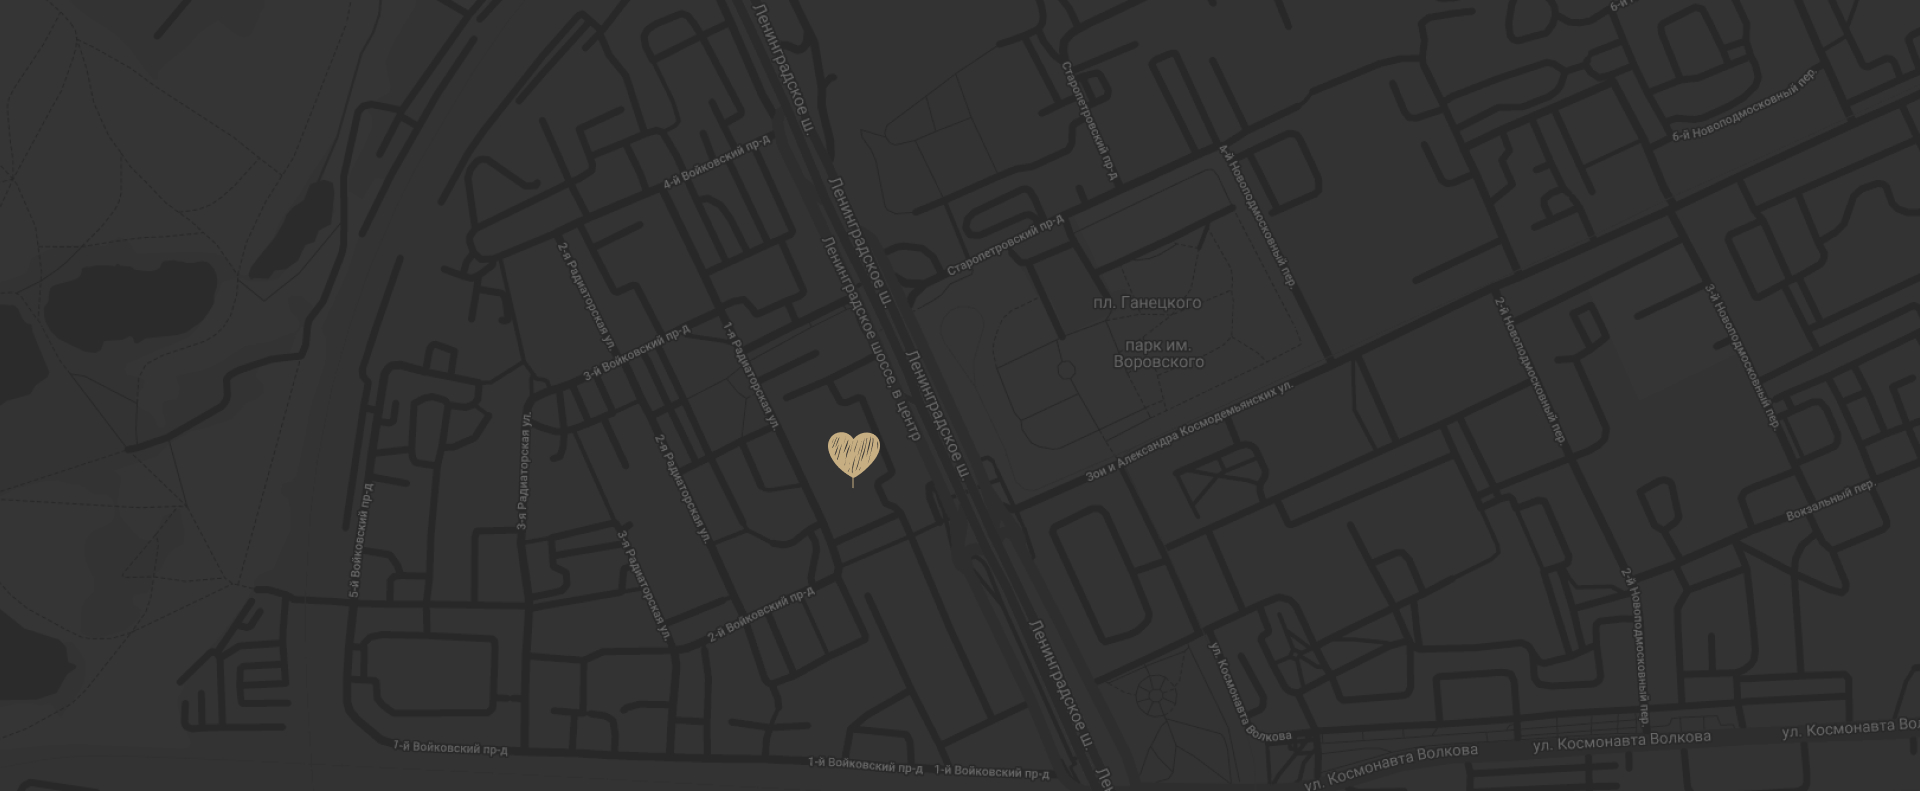 Ленинградское ш.
6-й Новоподмосковный пер.
Старопетровский пр-д
4-й Войковский пр-д
4-й Новоподмосковный пер.
Ленинградское ш.
Старопетровский пр-д
2-я Радиаторская ул.
Ленинградское шоссе, в центр
пл. Ганецкого
3-й Новоподмосковный пер.
2-й Новоподмосковный пер.
3-й Войковский пр-д
1-я Радиаторская ул.
парк им.
Воровского
Ленинградское ш.
Зои и Александра Космодемьянских ул.
3-я Радиаторская ул.
2-я Радиаторская ул.
5-й Войковский пр-д
Вокзальный пер.
3-я Радиаторская ул.
2-й Новоподмосковный пер.
2-й Войковский пр-д
Ленинградское ш.
ул. Космонавта Волкова
1-й Войковский пр-д
ул. Космонавта Волкова
ул. Космонавта Волкова
ул. Космонавта Во
1-й Войковский пр-д
1-й Войковский пр-д